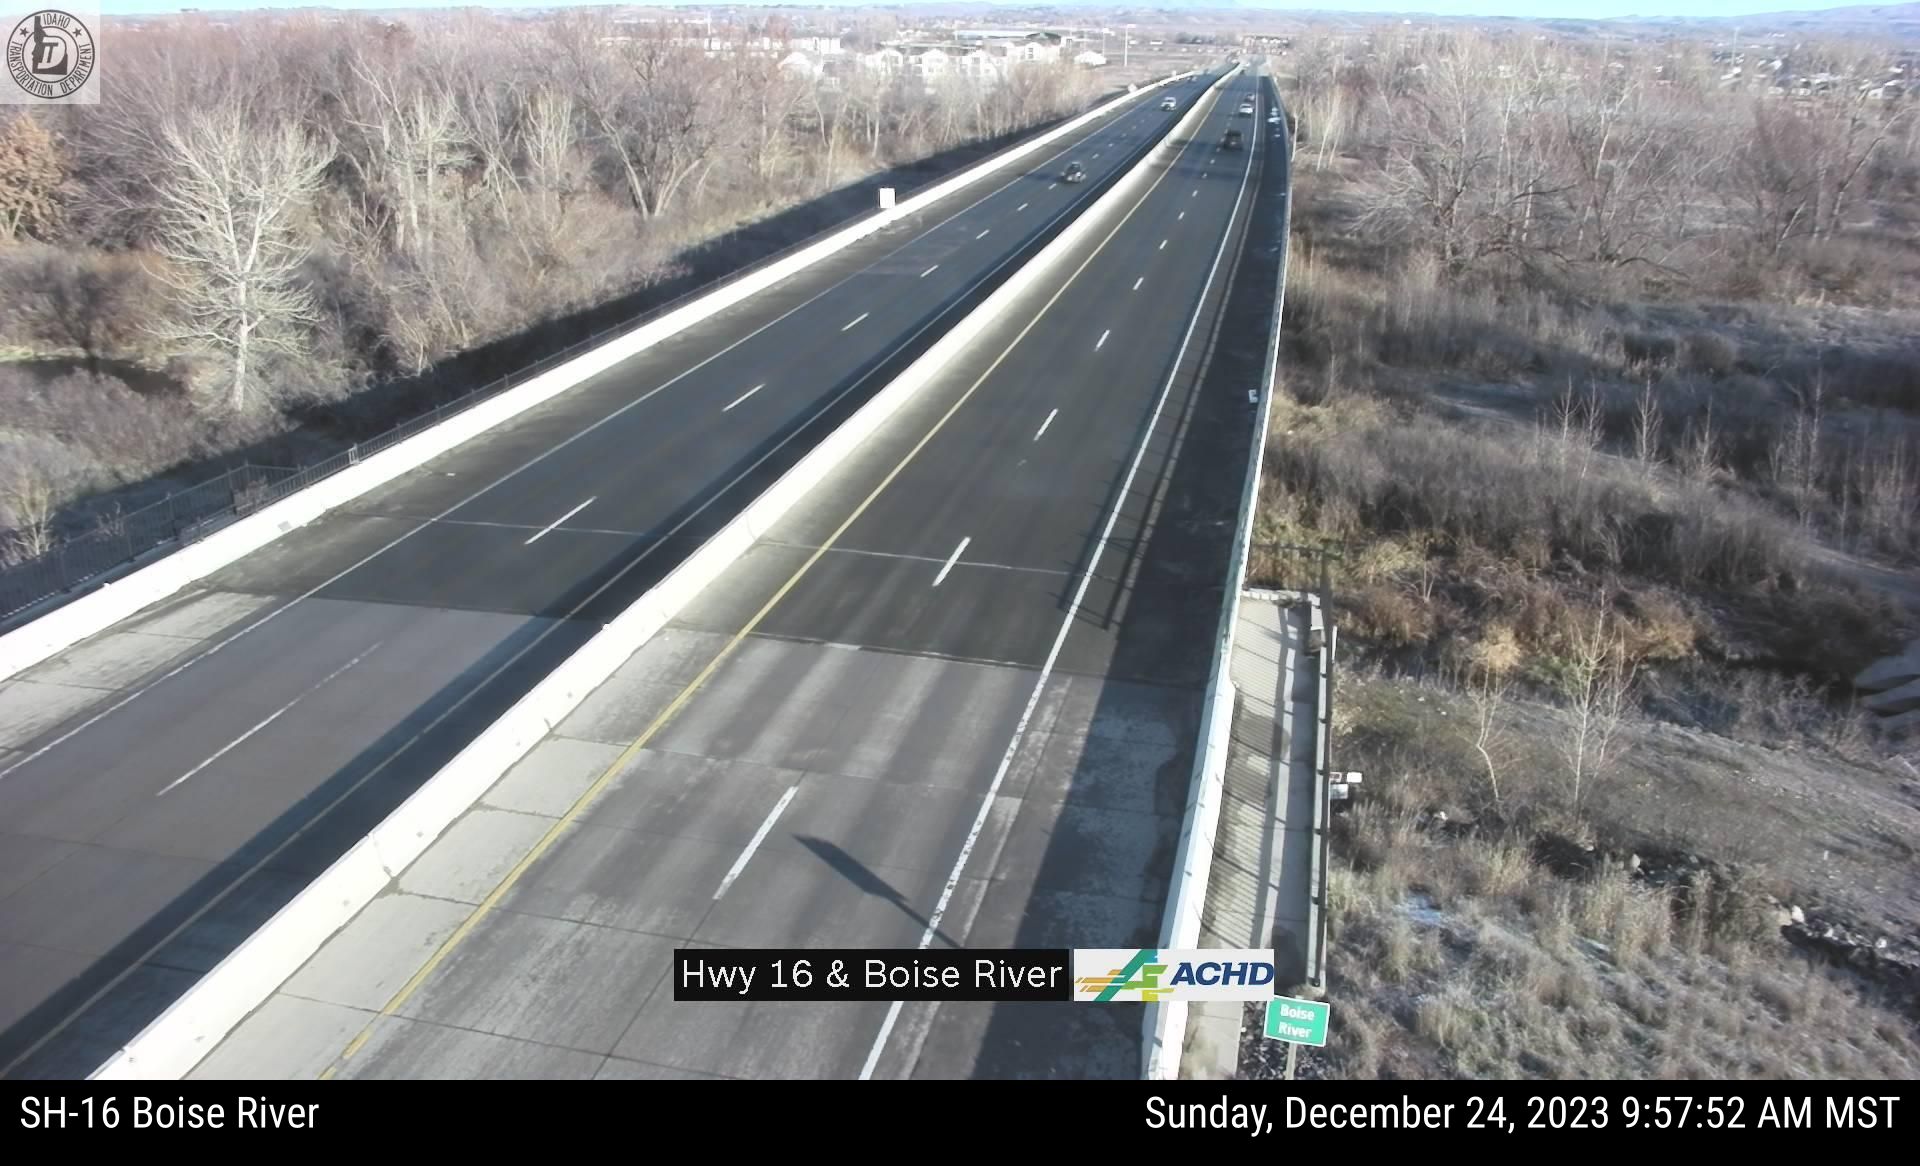 IDAHO
TRANSPORTATION DEPARTMENT
Hwy 16 & Boise River
ACHD
Boise
River
SH-16 Boise River
Sunday, December 24, 2023 9:57:52 AM MST